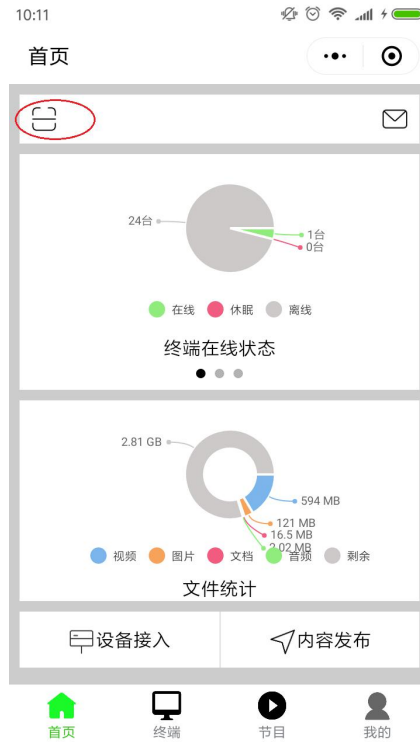 10:11
首页
24台
1台
0台
在线 休眠 离线
终端在线状态
2.81 GB
594 MB
121 MB
16.5 MB
2.02 MB
视频 图片 文档 音频 剩余
文件统计
设备接入 内容发布
首页 终端 节目 我的